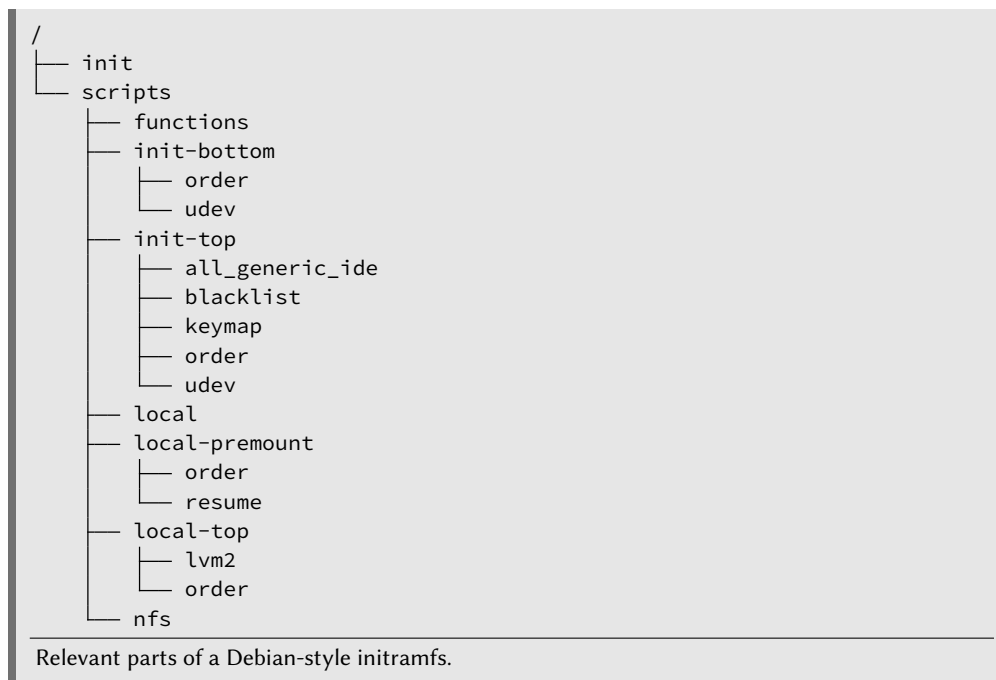 /
├── init
└── scripts
    ├── functions
    ├── init-bottom
    │   ├── order
    │   └── udev
    ├── init-top
    │   ├── all_generic_ide
    │   ├── blacklist
    │   ├── keymap
    │   ├── order
    │   └── udev
    ├── local
    ├── local-premount
    │   ├── order
    │   └── resume
    ├── local-top
    │   ├── lvm2
    │   └── order
    └── nfs
Relevant parts of a Debian-style initramfs.